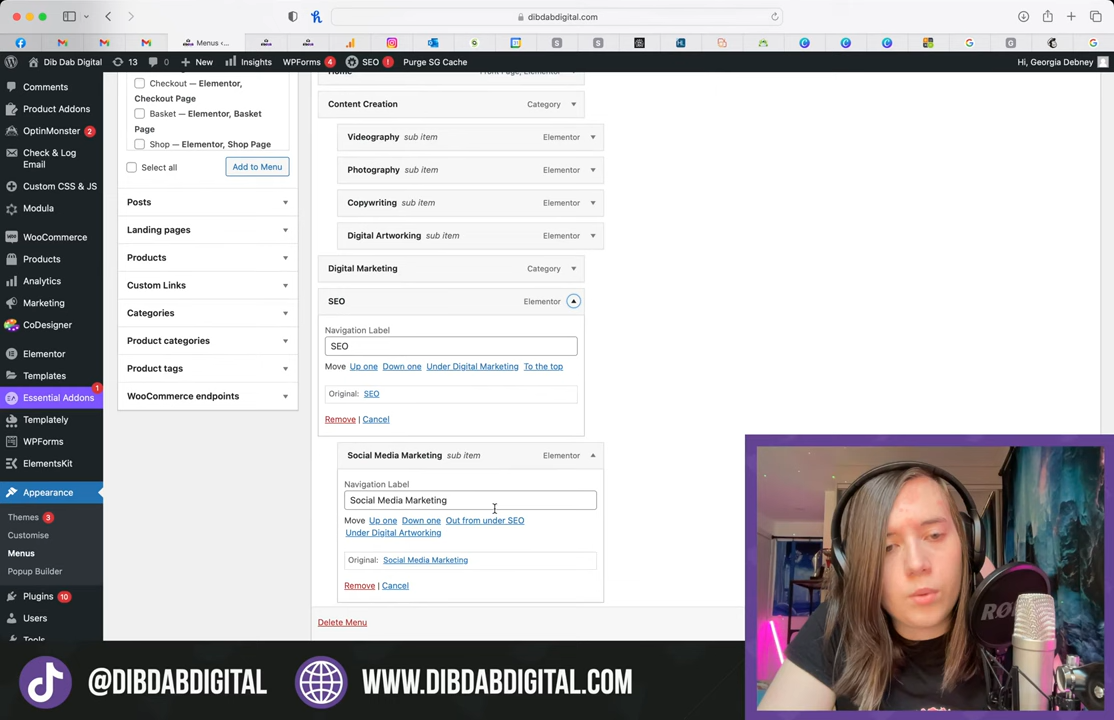 dibdabdigital.com
Menus ‹...
Dib Dab Digital
13
0
New
Insights
WPForms 4
SEO !
Purge SG Cache
Hi, Georgia Debney
Comments
Product Addons
OptinMonster 2
Check & Log
Email
Custom CSS & JS
Modula
WooCommerce
Products
Analytics
Marketing
CoDesigner
Elementor
Templates
Essential Addons 1
Templately
WPForms
ElementsKit
Appearance
Themes 3
Customise
Menus
Popup Builder
Plugins 10
Users
Tools
Checkout — Elementor,
Checkout Page
Basket — Elementor, Basket
Page
Shop — Elementor, Shop Page
Select all
Add to Menu
Posts
Landing pages
Products
Custom Links
Categories
Product categories
Product tags
WooCommerce endpoints
Home
Front Page, Elementor
Content Creation
Category
Videography sub item
Elementor
Photography sub item
Elementor
Copywriting sub item
Elementor
Digital Artworking sub item
Elementor
Digital Marketing
Category
SEO
Elementor
Navigation Label
SEO
Move Up one Down one Under Digital Marketing To the top
Original: SEO
Remove | Cancel
Social Media Marketing sub item
Elementor
Navigation Label
Social Media Marketing
Move Up one Down one Out from under SEO
Under Digital Artworking
Original: Social Media Marketing
Remove | Cancel
Delete Menu
RØ
@DIBDABDIGITAL
WWW.DIBDABDIGITAL.COM